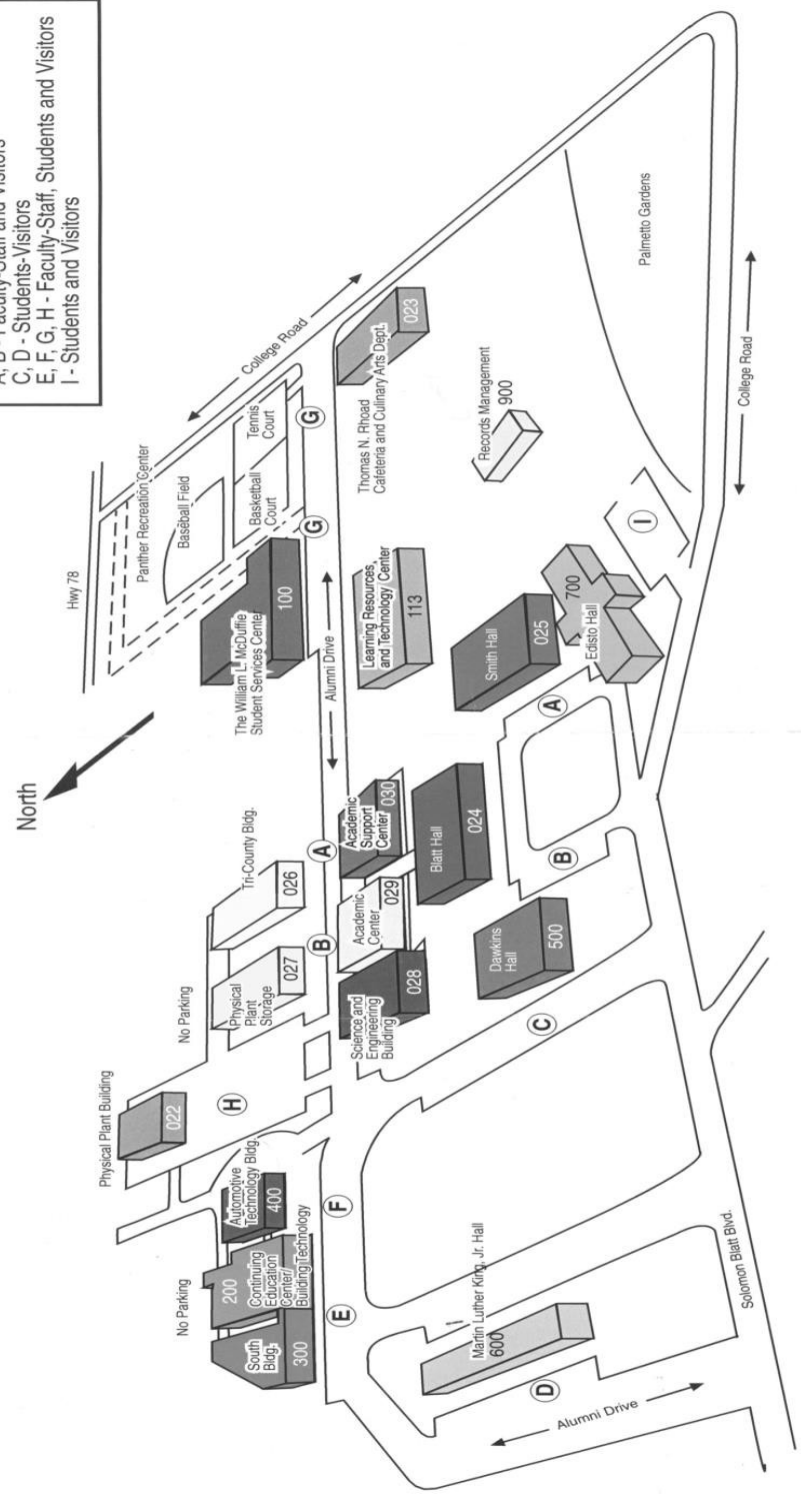 A, B - Faculty-Staff and Visitors
C, D - Students-Visitors
E, F, G, H - Faculty-Staff, Students and Visitors
I - Students and Visitors
North
Hwy 78
Physical Plant Building
022
No Parking
No Parking
Panther Recreation Center
Baseball Field
Basketball
Court
Tennis
Court
College Road
South
Bldg.
300
200
Continuing
Education
Center/
Building Technology
Automotive
Technology Bldg.
400
H
Physical
Plant
Storage
027
Tri-County Bldg.
026
The William L. McDuffie
Student Services Center
100
E
F
B
A
G
G
Alumni Drive
Science and
Engineering
Building
028
Academic
Center
029
Academic
Support
Center
030
Learning Resources
and Technology Center
113
Thomas N. Rhoad
Cafeteria and Culinary Arts Dept.
023
Martin Luther King, Jr. Hall
600
D
Alumni Drive
C
Dawkins
Hall
500
Blatt Hall
024
Smith Hall
025
Records Management
900
B
A
700
Edisto Hall
I
Palmetto Gardens
Solomon Blatt Blvd.
College Road